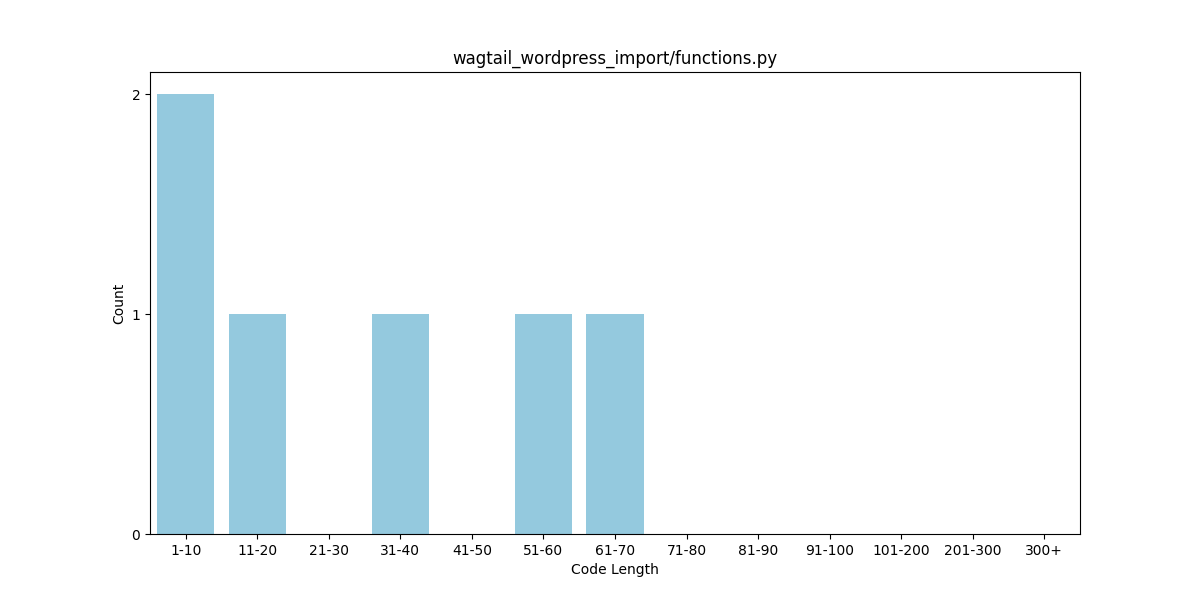 wagtail_wordpress_import/functions.py
2
1
0
Count
1-10 11-20 21-30 31-40 41-50 51-60 61-70 71-80 81-90 91-100 101-200 201-300 300+
Code Length